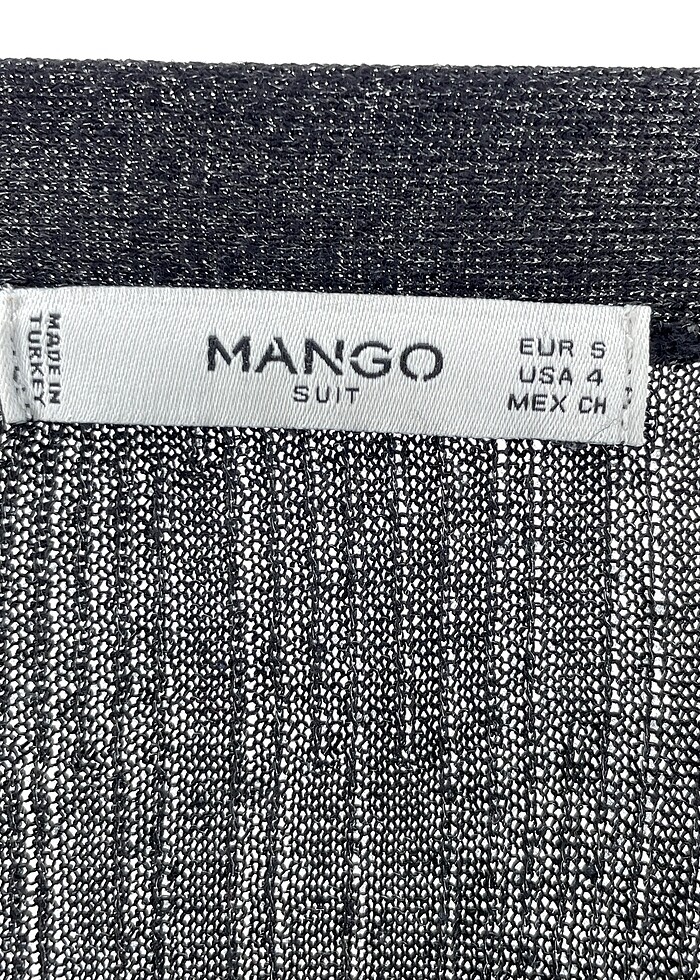 MADE IN
TURKEY
MANGO
SUIT
EUR S
USA 4
MEX CH